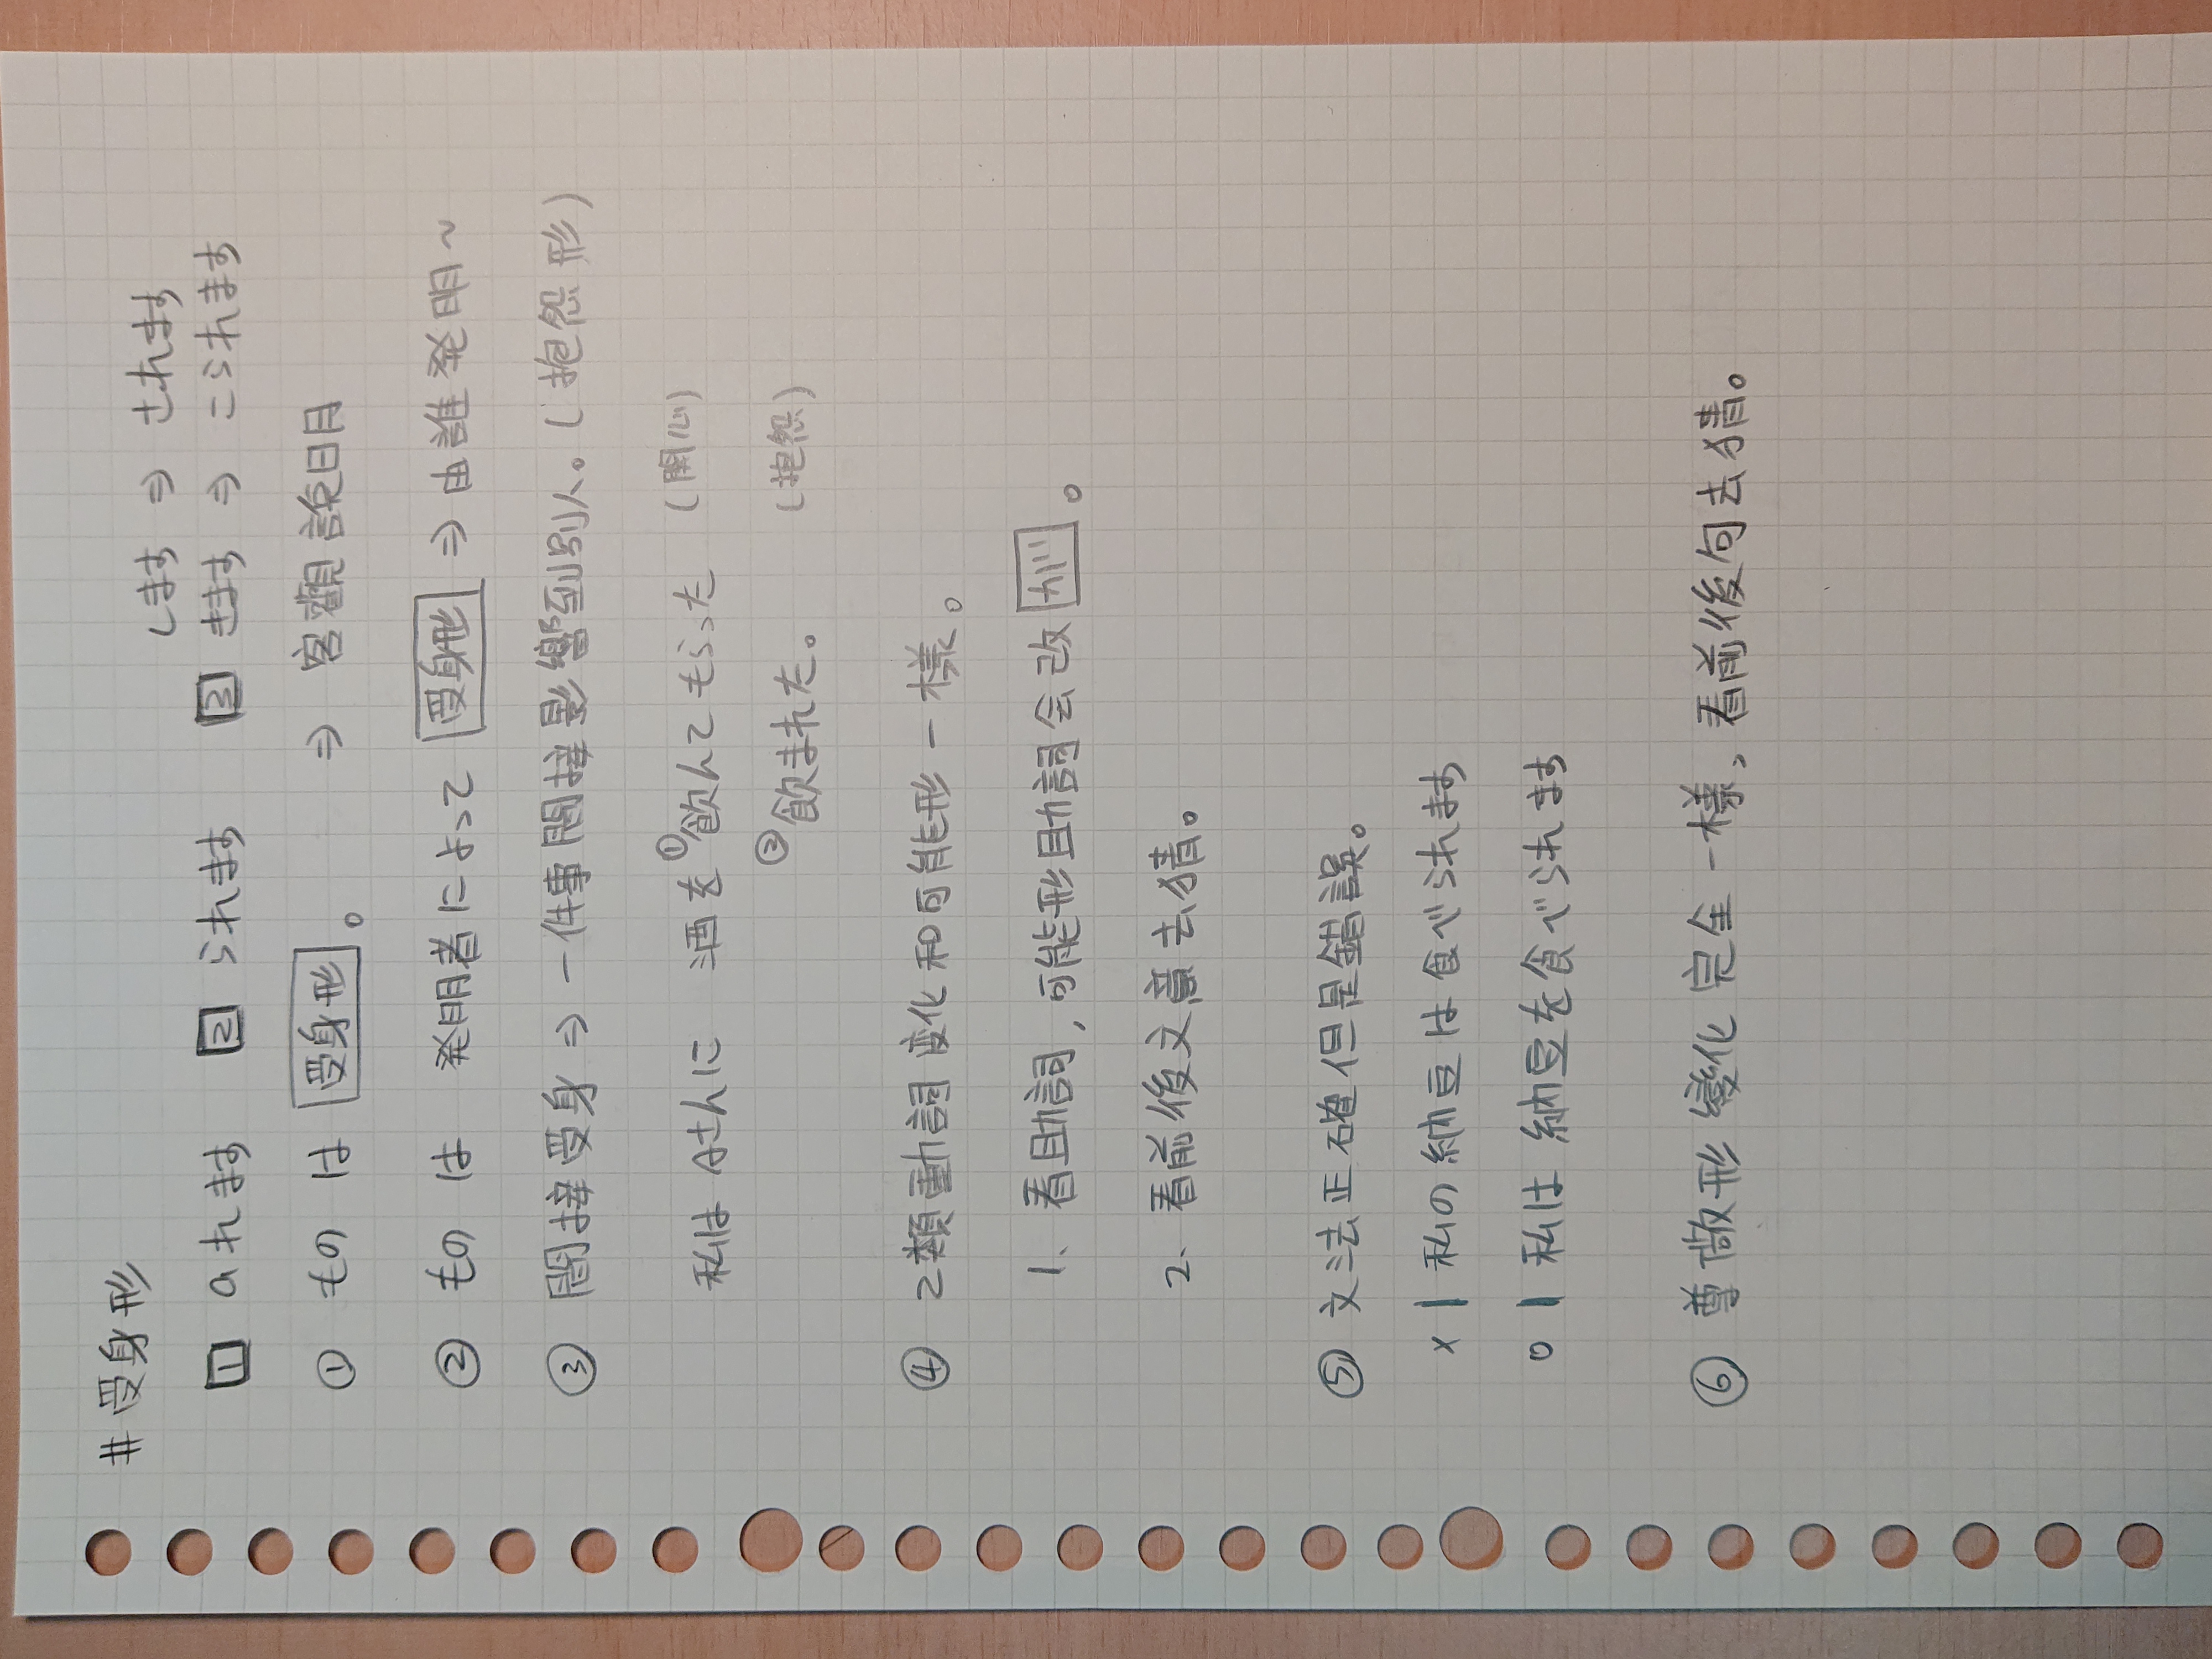 # 受身形
します ⇒ されます
1 aれます 2 られます 3 きます ⇒ こられます
① もの は 受身形。 ⇒ 客觀說明
② もの は 発明者によって 受身形 ⇒ 由誰発明~
③ 間接受身 ⇒ 一件事間接影響到別人。(抱怨形)
私は Aさんに 酒を ①飲んでもらった (開心)
②飲まれた。 (抱怨)
④ 2類動詞変化和可能形一樣。
1. 看助詞,可能形助詞会改 が。
2. 看前後文意去猜。
⑤ 文法正確但是錯誤。
x | 私の納豆は食べられます
o | 私は 納豆を食べられます
⑥ 尊敬形 變化 完全一樣、看前後句去猜。